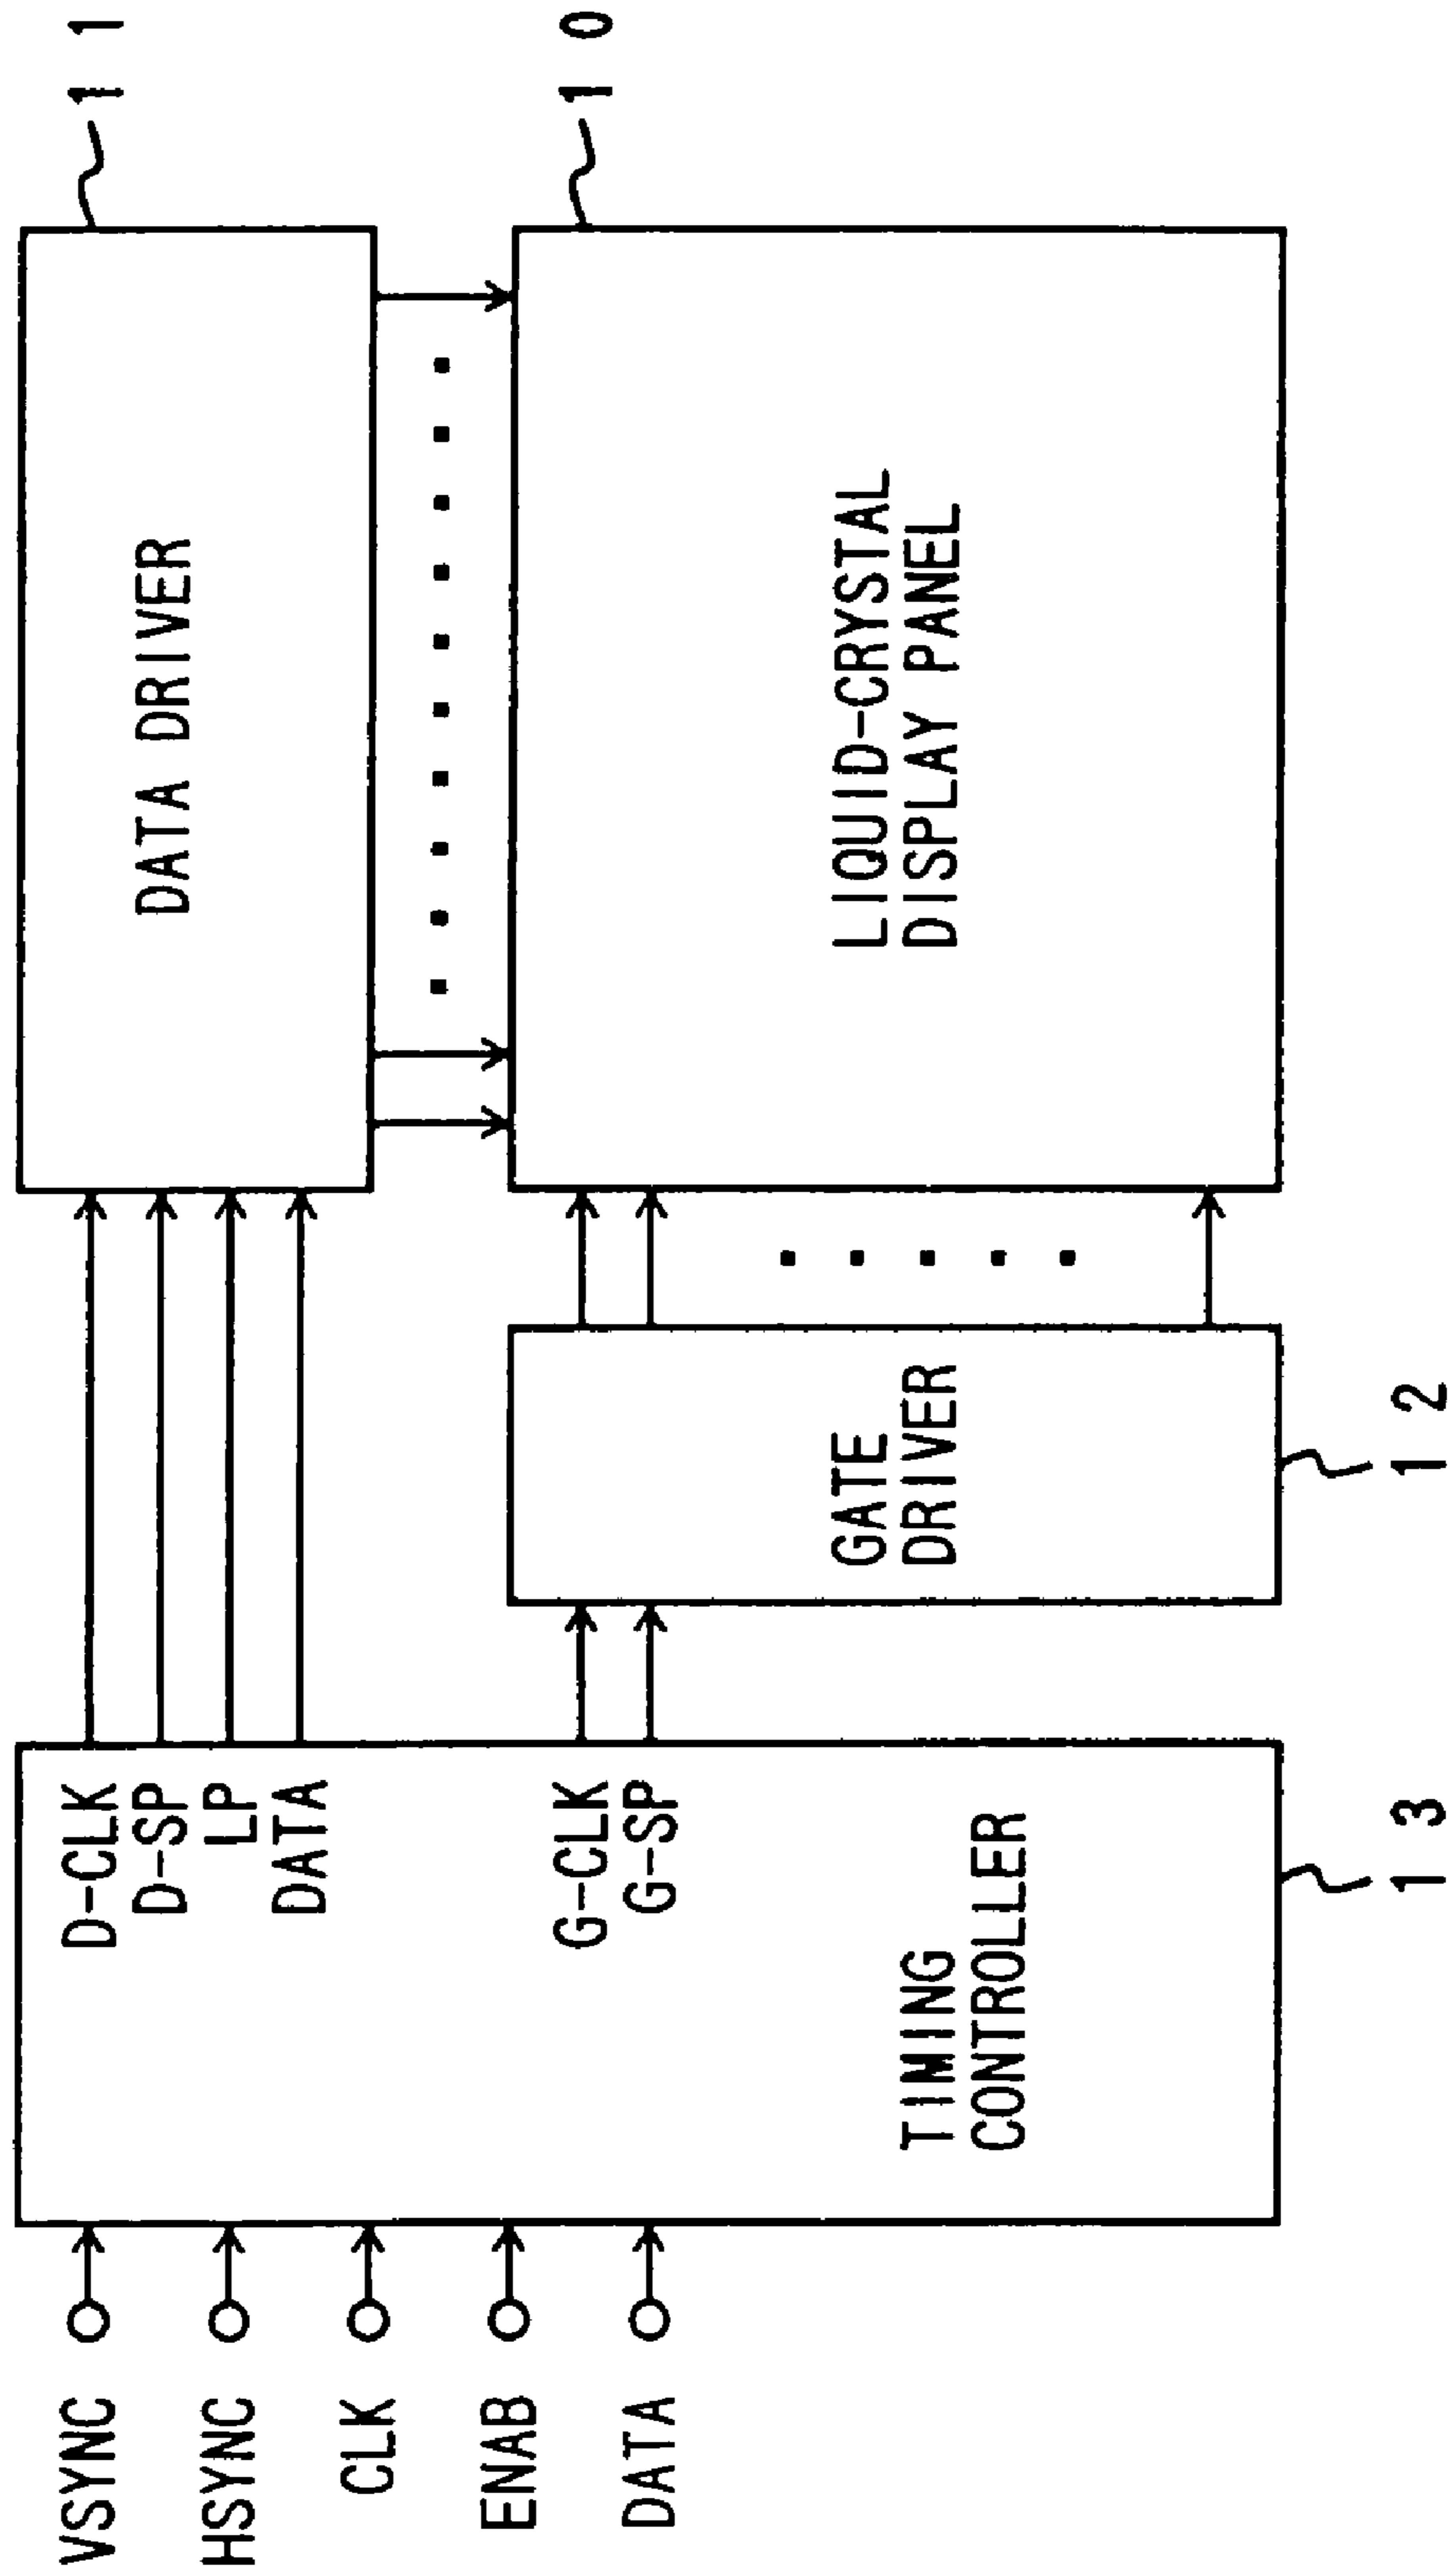 VSYNC
HSYNC
CLK
ENAB
DATA
D-CLK
D-SP
LP
DATA
G-CLK
G-SP
TIMING
CONTROLLER
13
GATE
DRIVER
12
DATA DRIVER
11
LIQUID-CRYSTAL
DISPLAY PANEL
10